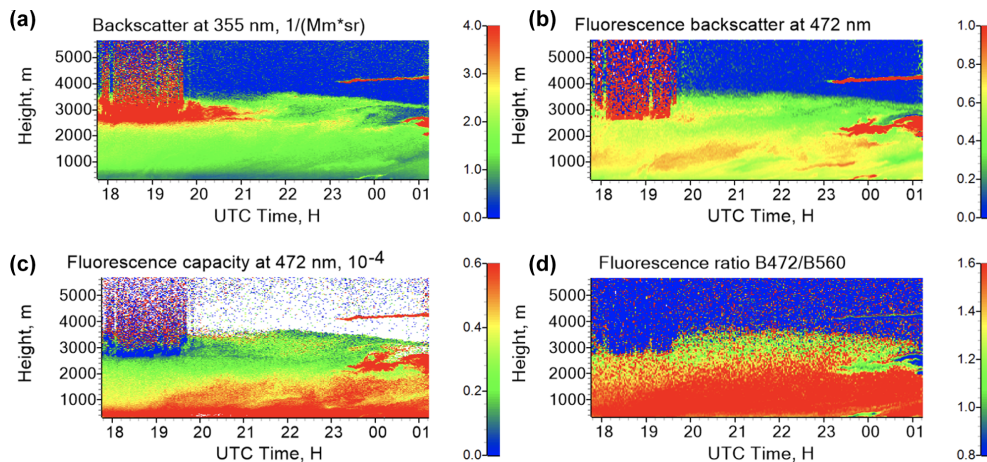 (a) Backscatter at 355 nm, 1/(Mm*sr)
4.0
3.0
2.0
1.0
0.0
Height, m
5000
4000
3000
2000
1000
18 19 20 21 22 23 00 01
UTC Time, H
(b) Fluorescence backscatter at 472 nm
1.0
0.8
0.6
0.4
0.2
0.0
Height, m
5000
4000
3000
2000
1000
18 19 20 21 22 23 00 01
UTC Time, H
(c) Fluorescence capacity at 472 nm, 10-4
0.6
0.4
0.2
0.0
Height, m
5000
4000
3000
2000
1000
18 19 20 21 22 23 00 01
UTC Time, H
(d) Fluorescence ratio B472/B560
1.6
1.4
1.2
1.0
0.8
Height, m
5000
4000
3000
2000
1000
18 19 20 21 22 23 00 01
UTC Time, H